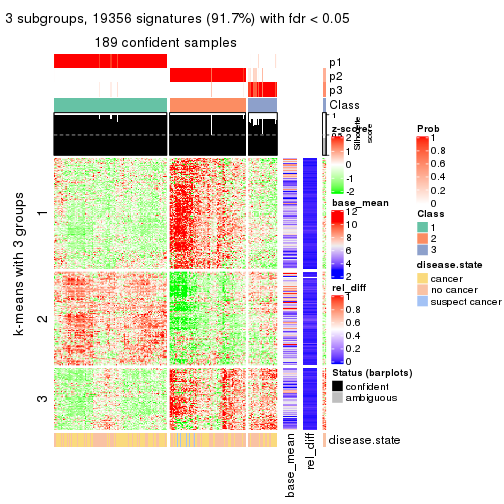 3 subgroups, 19356 signatures (91.7%) with fdr < 0.05
189 confident samples
p1
p2
p3
Class
1
0
Silhouette
score
k-means with 3 groups
1
2
3
z-score
2
1
0
-1
-2
base_mean
12
10
8
6
4
2
rel_diff
1
0.8
0.6
0.4
0.2
0
Status (barplots)
confident
ambiguous
Prob
1
0.8
0.6
0.4
0.2
0
Class
1
2
3
disease.state
cancer
no cancer
suspect cancer
disease.state
base_mean
rel_diff